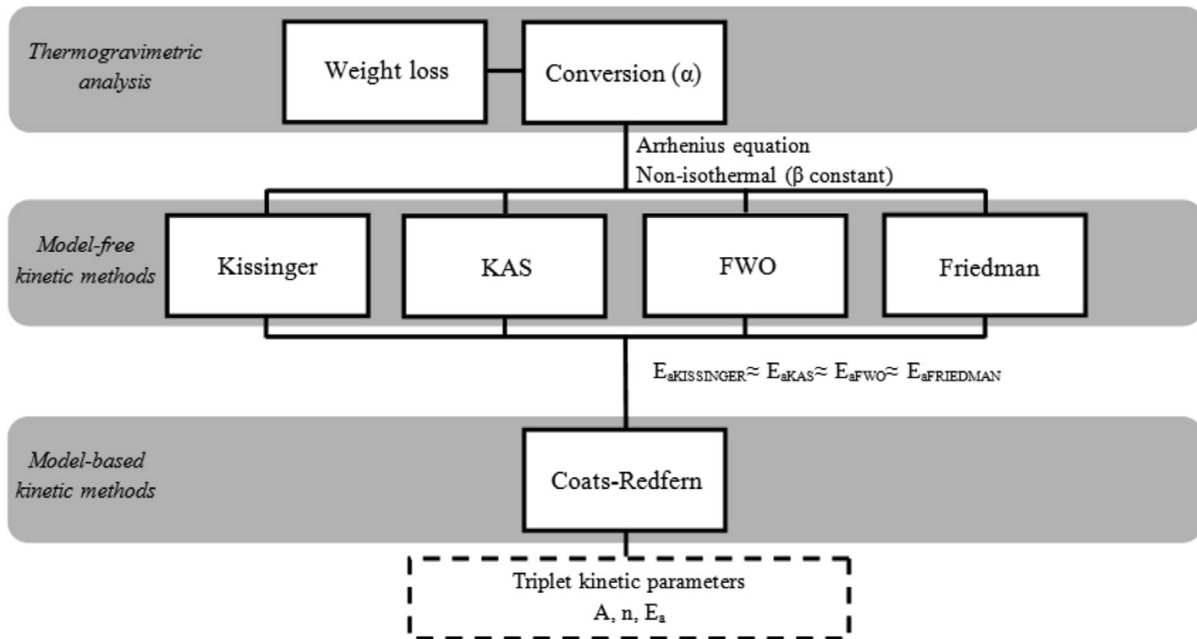 Thermogravimetric
analysis
Weight loss
Conversion (α)
Arrhenius equation
Non-isothermal (β constant)
Model-free
kinetic methods
Kissinger
KAS
FWO
Friedman
EaKISSINGER≈ EaKAS≈ EaFWO≈ EaFRIEDMAN
Model-based
kinetic methods
Coats-Redfern
Triplet kinetic parameters
A, n, Ea